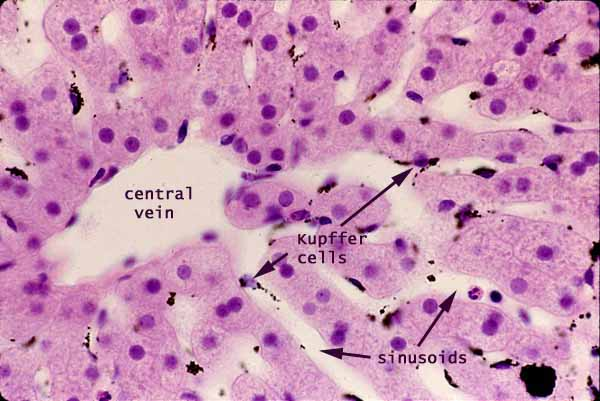 central
vein
Kupffer
cells
sinusoids